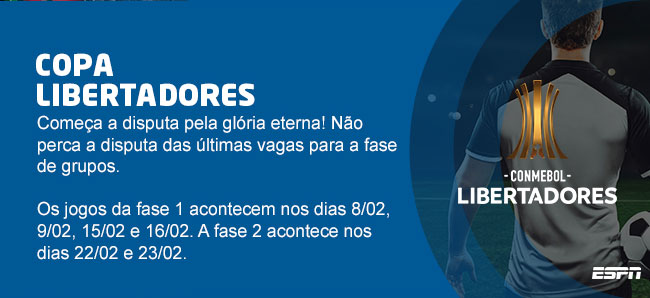 COPA
LIBERTADORES
Começa a disputa pela glória eterna! Não
perca a disputa das últimas vagas para a fase
de grupos.
Os jogos da fase 1 acontecem nos dias 8/02,
9/02, 15/02 e 16/02. A fase 2 acontece nos
dias 22/02 e 23/02.
-CONMEBOL-
LIBERTADORES
ESPN